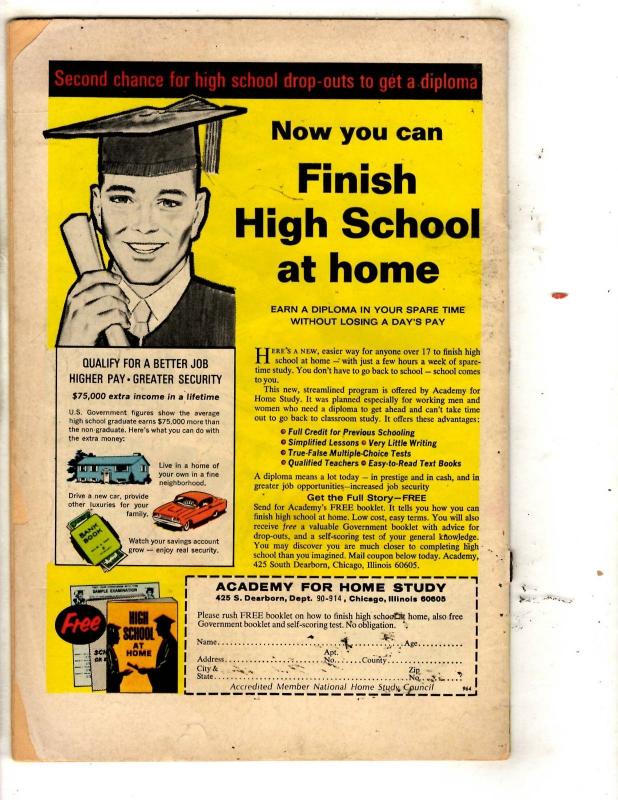 Second chance for high school drop-outs to get a diploma
Now you can
Finish
High School
at home
EARN A DIPLOMA IN YOUR SPARE TIME
WITHOUT LOSING A DAY'S PAY
QUALIFY FOR A BETTER JOB
HIGHER PAY • GREATER SECURITY
$75,000 extra income in a lifetime
U.S. Government figures show the average
high school graduate earns $75,000 more than
the non-graduate. Here's what you can do with
the extra money:
Live in a home of
your own in a fine
neighborhood.
Drive a new car, provide
other luxuries for your
family.
BANK
BOOK
Watch your savings account
grow — enjoy real security.
HERE'S A NEW, easier way for anyone over 17 to finish high
school at home — with just a few hours a week of spare-
time study. You don't have to go back to school — school comes
to you.
This new, streamlined program is offered by Academy for
Home Study. It was planned especially for working men and
women who need a diploma to get ahead and can't take time
out to go back to classroom study. It offers these advantages:
• Full Credit for Previous Schooling
• Simplified Lessons • Very Little Writing
• True-False Multiple-Choice Tests
• Qualified Teachers • Easy-to-Read Text Books
A diploma means a lot today — in prestige and in cash, and in
greater job opportunities—increased job security
Get the Full Story—FREE
Send for Academy's FREE booklet. It tells you how you can
finish high school at home. Low cost, easy terms. You will also
receive free a valuable Government booklet with advice for
drop-outs, and a self-scoring test of your general knowledge.
You may discover you are much closer to completing high
school than you imagined. Mail coupon below today. Academy,
425 South Dearborn, Chicago, Illinois 60605.
SAMPLE EXAMINATION
Free
SCH
HIGH
SCHOOL
AT
HOME
ACADEMY FOR HOME STUDY
425 S. Dearborn, Dept. 90-914, Chicago, Illinois 60605
Please rush FREE booklet on how to finish high school at home, also free
Government booklet and self-scoring test. No obligation.
Name Age
Address Apt. No. County
City &
State Zip No.
Accredited Member National Home Study Council
964